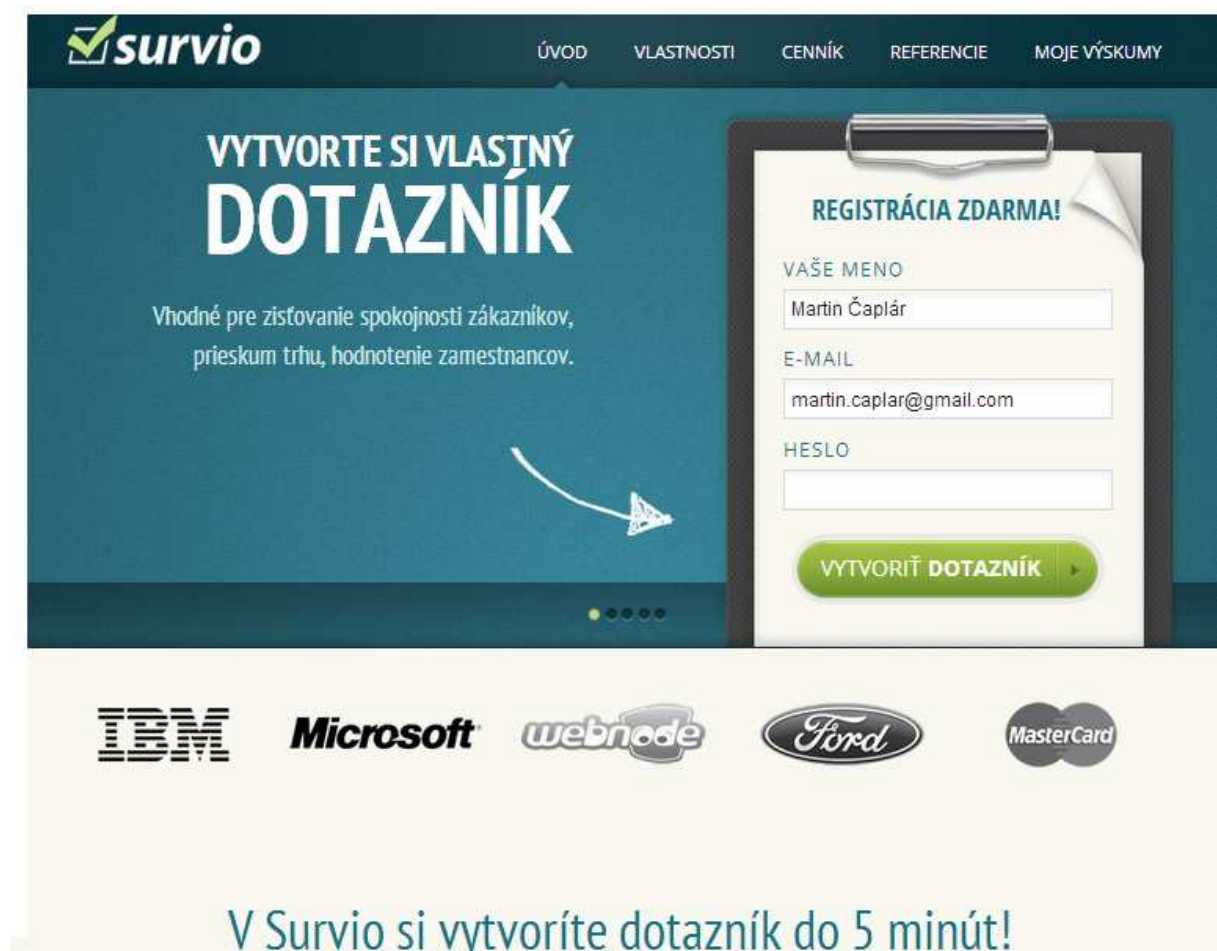 survio
ÚVOD VLASTNOSTI CENNÍK REFERENCIE MOJE VÝSKUMY
VYTVORTE SI VLASTNÝ
DOTAZNÍK
Vhodné pre zisťovanie spokojnosti zákazníkov,
prieskum trhu, hodnotenie zamestnancov.
REGISTRÁCIA ZDARMA!
VAŠE MENO
Martin Čaplár
E-MAIL
martin.caplar@gmail.com
HESLO
VYTVORIŤ DOTAZNÍK
IBM Microsoft webnode Ford MasterCard
V Survio si vytvoríte dotazník do 5 minút!